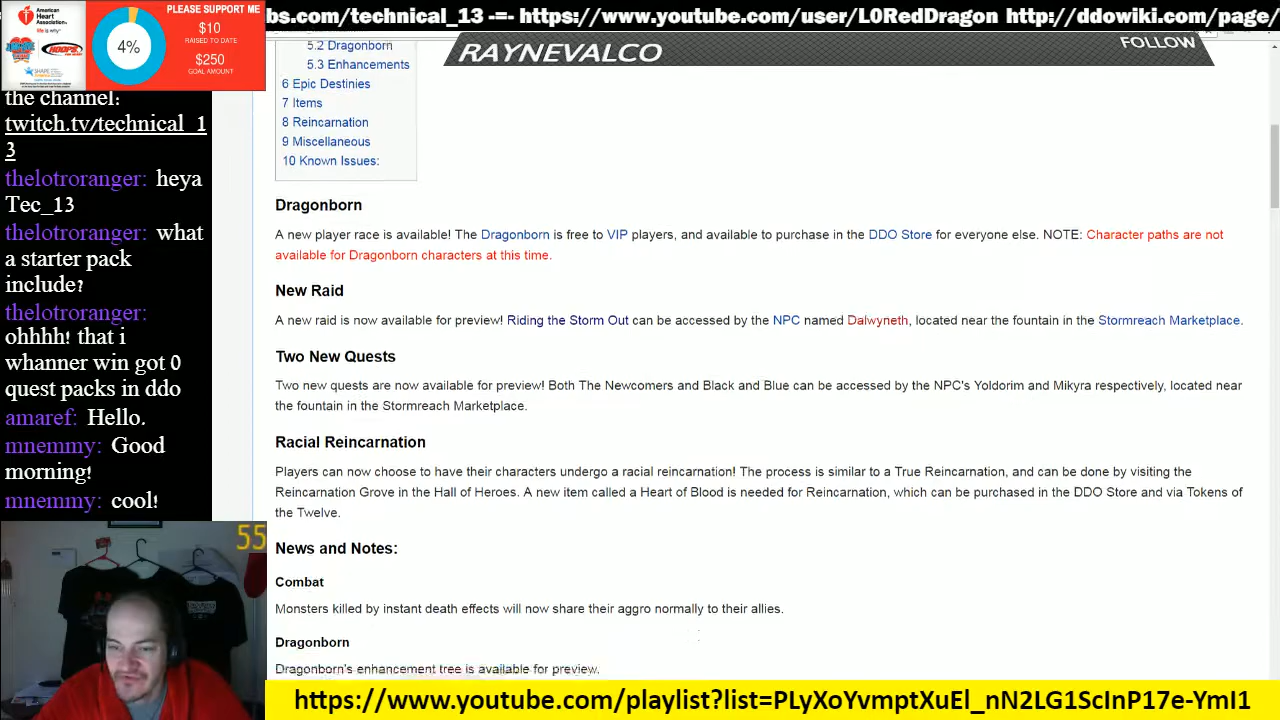 American
Heart
Association®
life is why™
HOOPS
FOR HEART
SHAPE
America
4%
PLEASE SUPPORT ME
$10
RAISED TO DATE
$250
GOAL AMOUNT
bs.com/technical_13 -=- https://www.youtube.com/user/L0RedDragon http://ddowiki.com/page/
RAYNEVALCO
FOLLOW
the channel!
twitch.tv/technical_1
3
thelotroranger: heya
Tec_13
thelotroranger: what
a starter pack
include?
thelotroranger:
ohhhh! that i
whanner win got 0
quest packs in ddo
amaref: Hello.
mnemmy: Good
morning!
mnemmy: cool!
55
5.2 Dragonborn
5.3 Enhancements
6 Epic Destinies
7 Items
8 Reincarnation
9 Miscellaneous
10 Known Issues:
Dragonborn
A new player race is available! The Dragonborn is free to VIP players, and available to purchase in the DDO Store for everyone else. NOTE: Character paths are not
available for Dragonborn characters at this time.
New Raid
A new raid is now available for preview! Riding the Storm Out can be accessed by the NPC named Dalwyneth, located near the fountain in the Stormreach Marketplace.
Two New Quests
Two new quests are now available for preview! Both The Newcomers and Black and Blue can be accessed by the NPC's Yoldorim and Mikyra respectively, located near
the fountain in the Stormreach Marketplace.
Racial Reincarnation
Players can now choose to have their characters undergo a racial reincarnation! The process is similar to a True Reincarnation, and can be done by visiting the
Reincarnation Grove in the Hall of Heroes. A new item called a Heart of Blood is needed for Reincarnation, which can be purchased in the DDO Store and via Tokens of
the Twelve.
News and Notes:
Combat
Monsters killed by instant death effects will now share their aggro normally to their allies.
Dragonborn
Dragonborn's enhancement tree is available for preview.
https://www.youtube.com/playlist?list=PLyXoYvmptXuEl_nN2LG1ScInP17e-YmI1